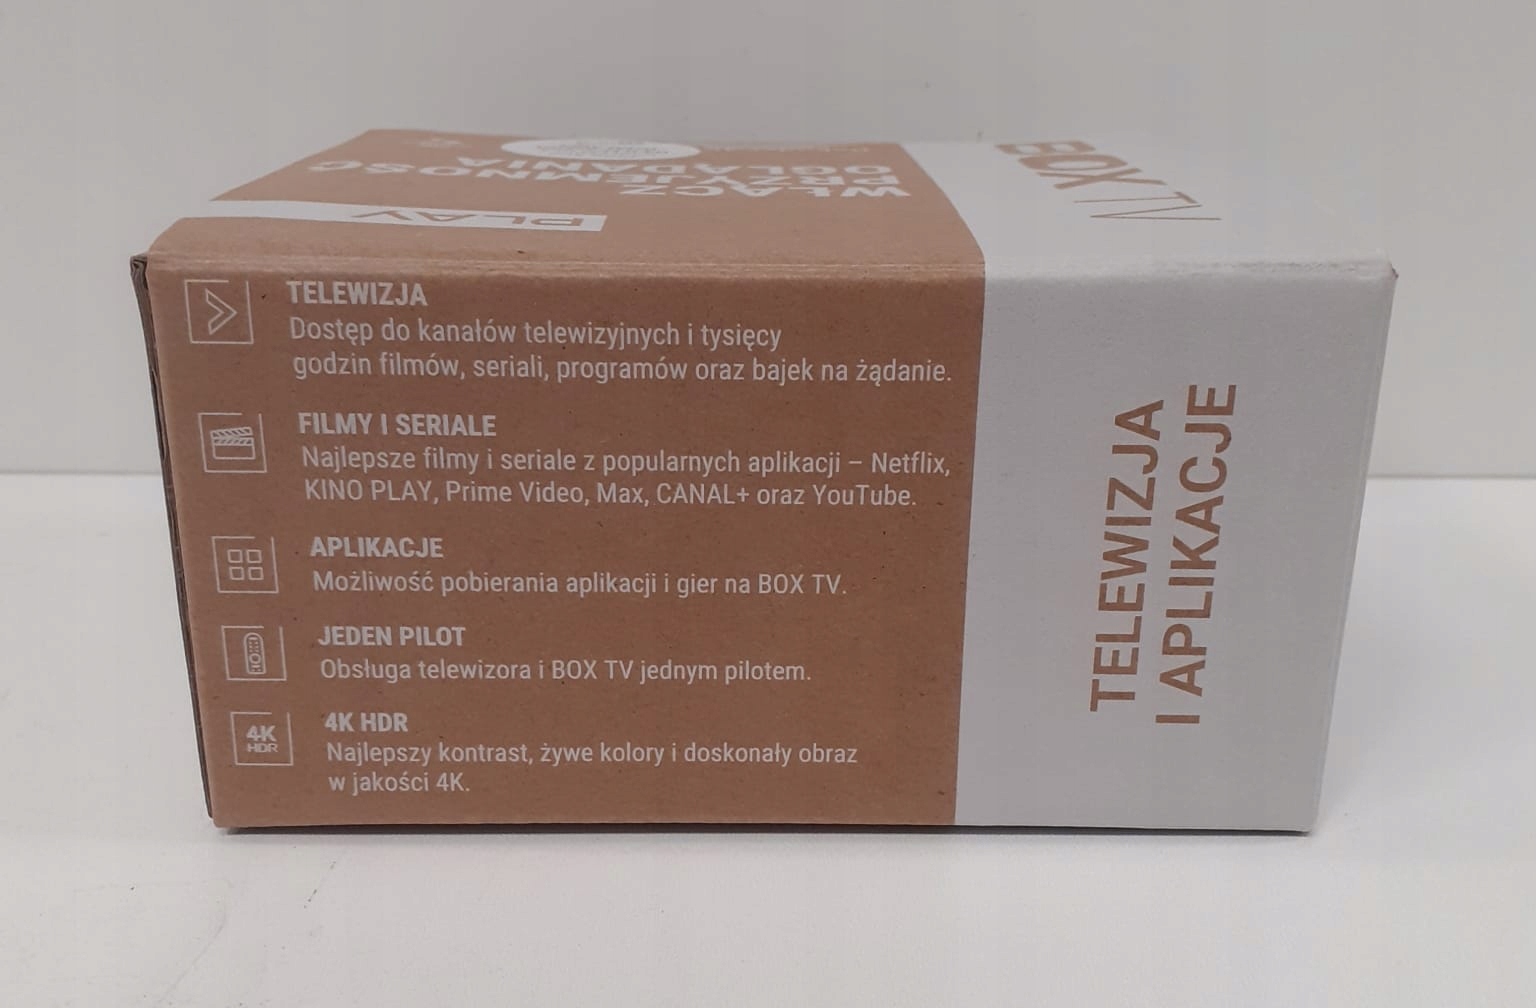 BOX TV
WŁĄCZ
PRZYJEMNOŚĆ
OGLĄDANIA
PLAY
TELEWIZJA
Dostęp do kanałów telewizyjnych i tysięcy
godzin filmów, seriali, programów oraz bajek na żądanie.
FILMY I SERIALE
Najlepsze filmy i seriale z popularnych aplikacji – Netflix,
KINO PLAY, Prime Video, Max, CANAL+ oraz YouTube.
APLIKACJE
Możliwość pobierania aplikacji i gier na BOX TV.
JEDEN PILOT
Obsługa telewizora i BOX TV jednym pilotem.
4K
HDR
4K HDR
Najlepszy kontrast, żywe kolory i doskonały obraz
w jakości 4K.
TELEWIZJA
I APLIKACJE